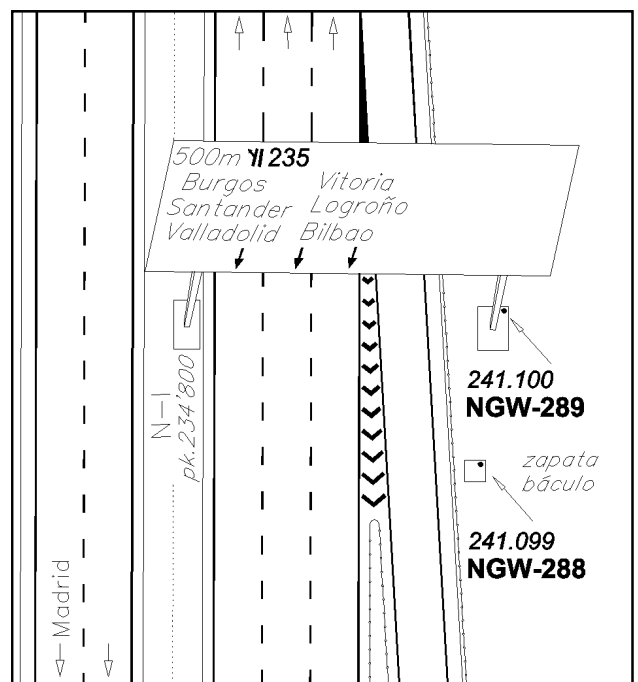 500m 235
Burgos Vitoria
Santander Logroño
Valladolid Bilbao
N-I
pk.234'800
241.100
NGW-289
zapata
báculo
241.099
NGW-288
Madrid